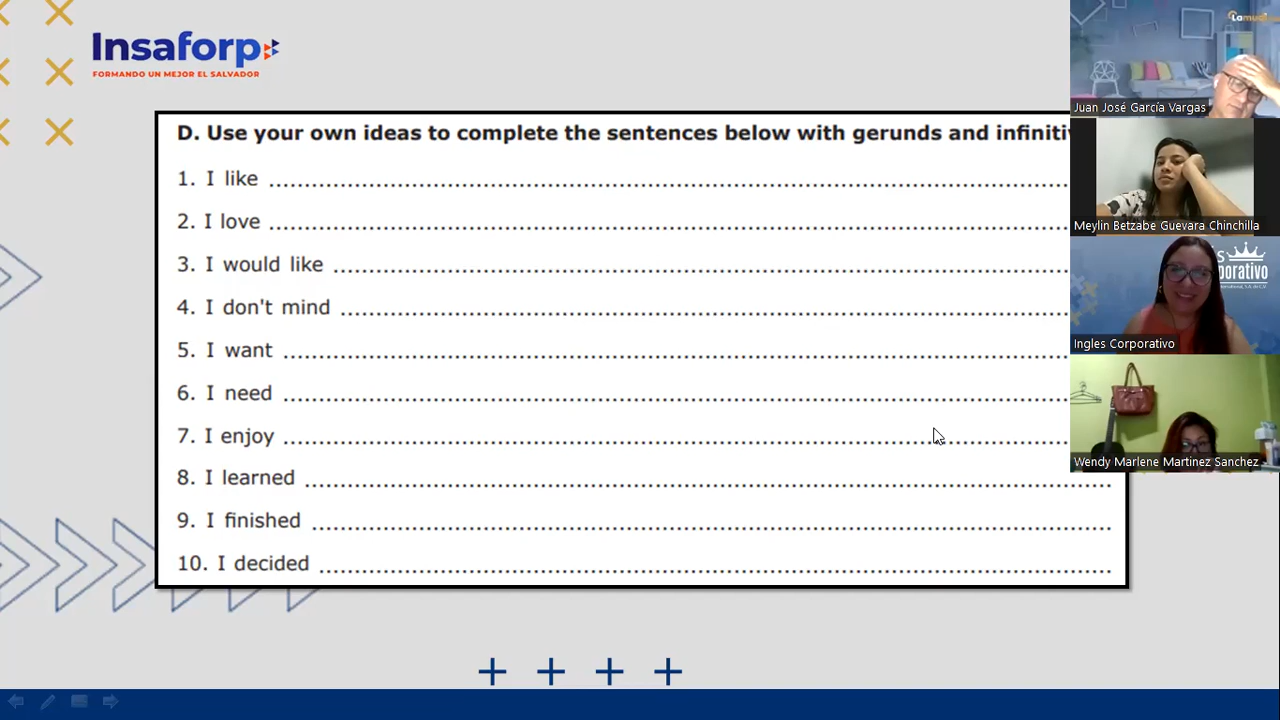 Insaforp
FORMANDO UN MEJOR EL SALVADOR
D. Use your own ideas to complete the sentences below with gerunds and
1. I like ..........
2. I love ..........
3. I would like ..........
4. I don't mind ..........
5. I want ..........
6. I need ..........
7. I enjoy ..........
8. I learned ..........
9. I finished ..........
10. I decided ..........
Juan José García Vargas
Meylin Betzabe Guevara Chinchilla
Ingles Corporativo
Wendy Marlene Martinez Sanchez